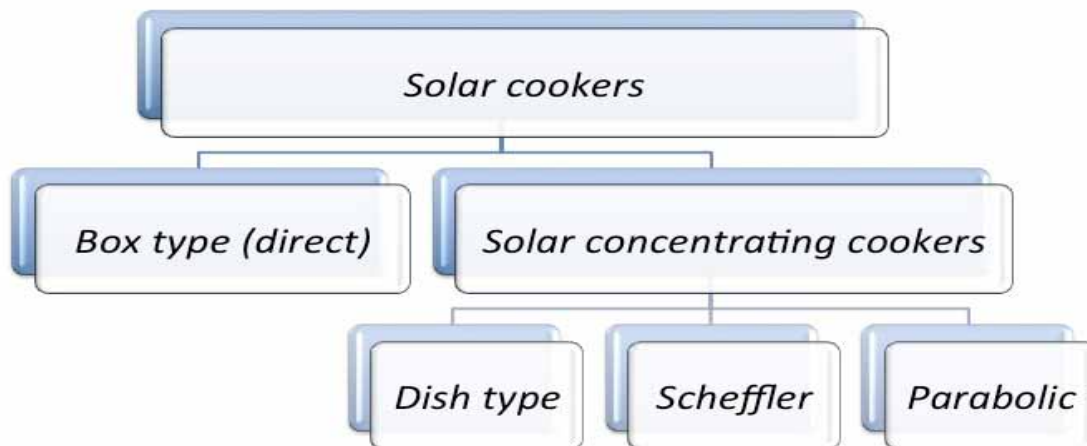 Solar cookers
Box type (direct)
Solar concentrating cookers
Dish type
Scheffler
Parabolic